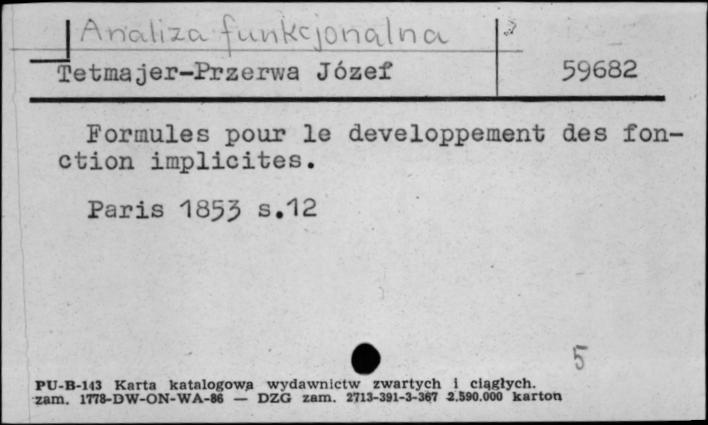 Analiza funkcjonalna
Tetmajer-Przerwa Józef 59682
Formules pour le developpement des fon-
ction implicites.
Paris 1853 s.12
5
PU-B-143 Karta katalogowa wydawnictw zwartych i ciągłych.
zam. 1778-DW-ON-WA-86 — DZG zam. 2713-391-3-367 2.590.000 karton